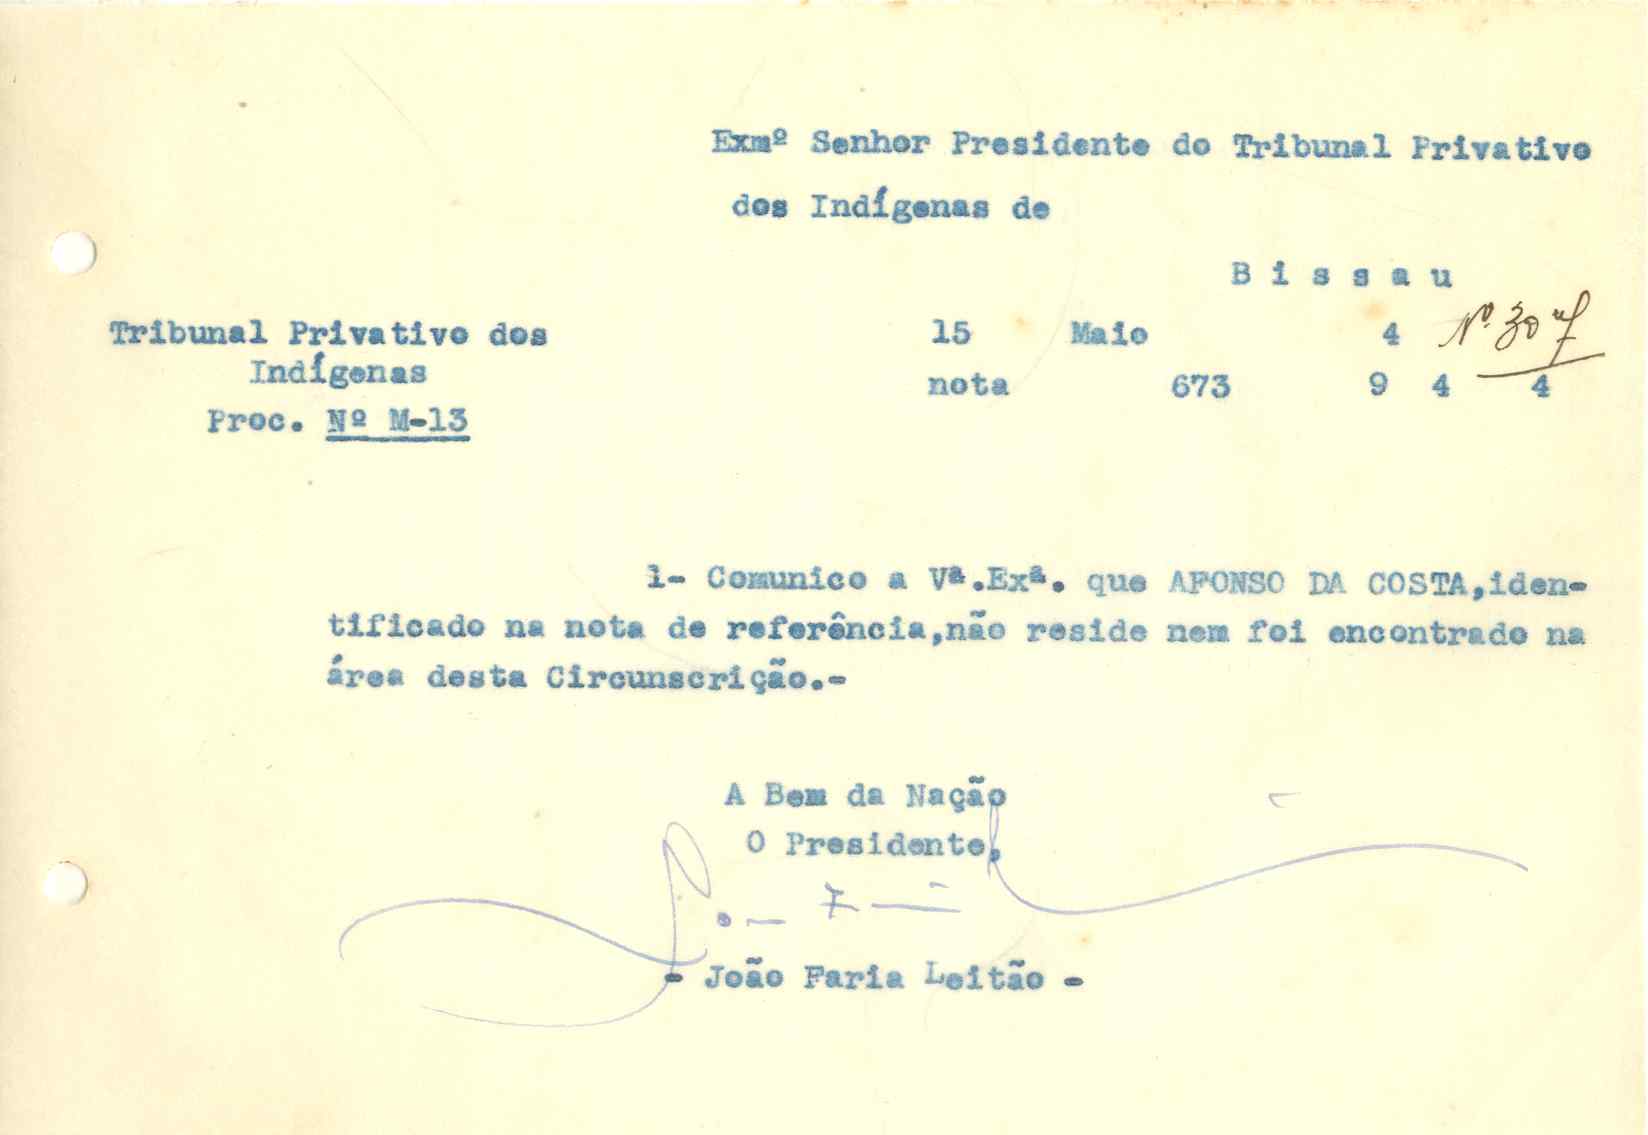 Exmº Senhor Presidente do Tribunal Privativo
dos Indígenas de
B i s s a u
Tribunal Privativo dos
Indígenas
Proc. Nº M-13
15 Maio 4
nota 673 9 4 4
1- Comunico a Vª.Exª. que AFONSO DA COSTA,iden-
tificado na nota de referência,não reside nem foi encontrado na
área desta Circunscrição.-
A Bem da Nação
O Presidente,
- João Faria Leitão -